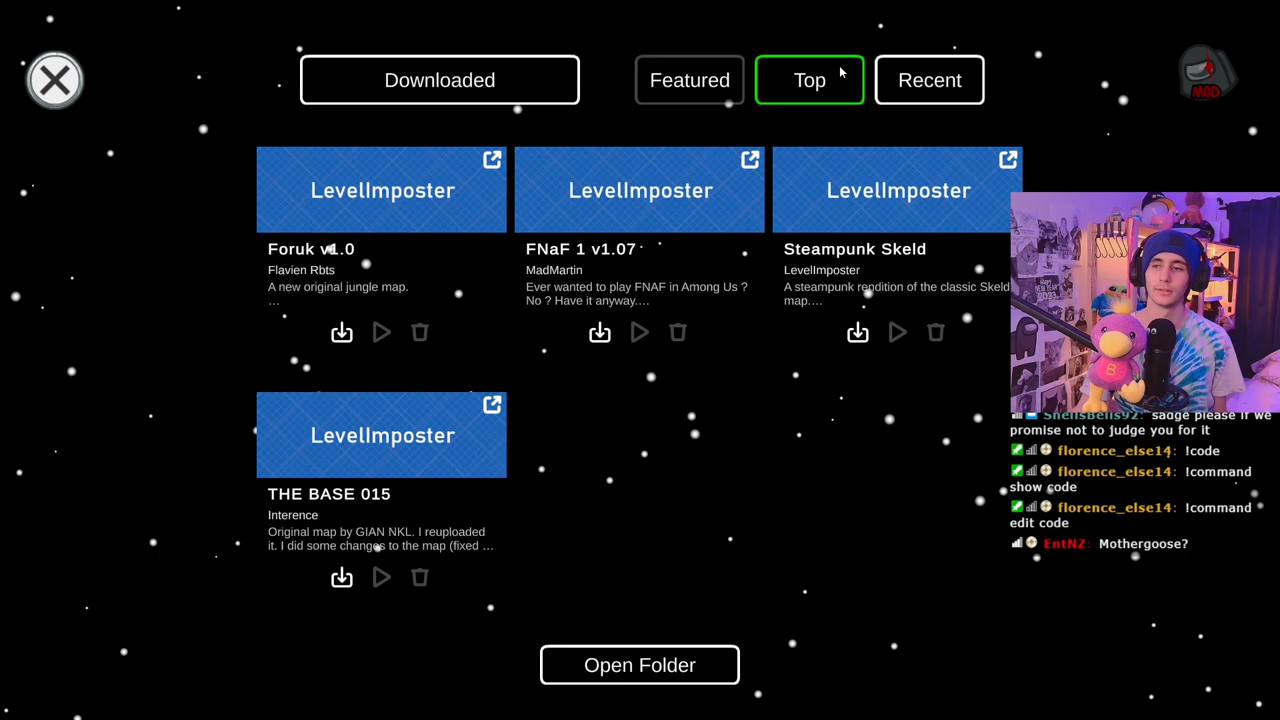 Downloaded
Featured
Top
Recent
MOD
LevelImposter
LevelImposter
LevelImposter
Foruk v1.0
Flavien Rbts
A new original jungle map.
…
FNaF 1 v1.07
MadMartin
Ever wanted to play FNAF in Among Us ?
No ? Have it anyway.…
Steampunk Skeld
LevelImposter
A steampunk rendition of the classic Skeld
map.…
LevelImposter
THE BASE 015
Interence
Original map by GIAN NKL. I reuploaded
it. I did some changes to the map (fixed …
Open Folder
B
ShellsBells92: sadge please if we
promise not to judge you for it
florence_else14: !code
florence_else14: !command
show code
florence_else14: !command
edit code
EntNZ: Mothergoose?